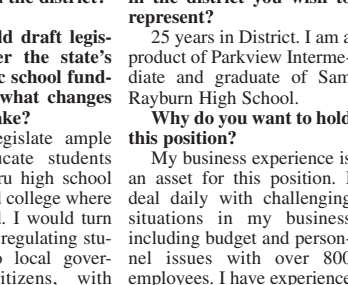 the district?
ld draft legis-
er the state's
c school fund-
what changes
ke?
egislate ample
ucate students
ru high school
d college where
d. I would turn
regulating stu-
o local gover-
itizens, with
in the district you wish to
represent?
25 years in District. I am a
product of Parkview Interme-
diate and graduate of Sam
Rayburn High School.
Why do you want to hold
this position?
My business experience is
an asset for this position. I
deal daily with challenging
situations in my business
including budget and person-
nel issues with over 800
employees. I have experience